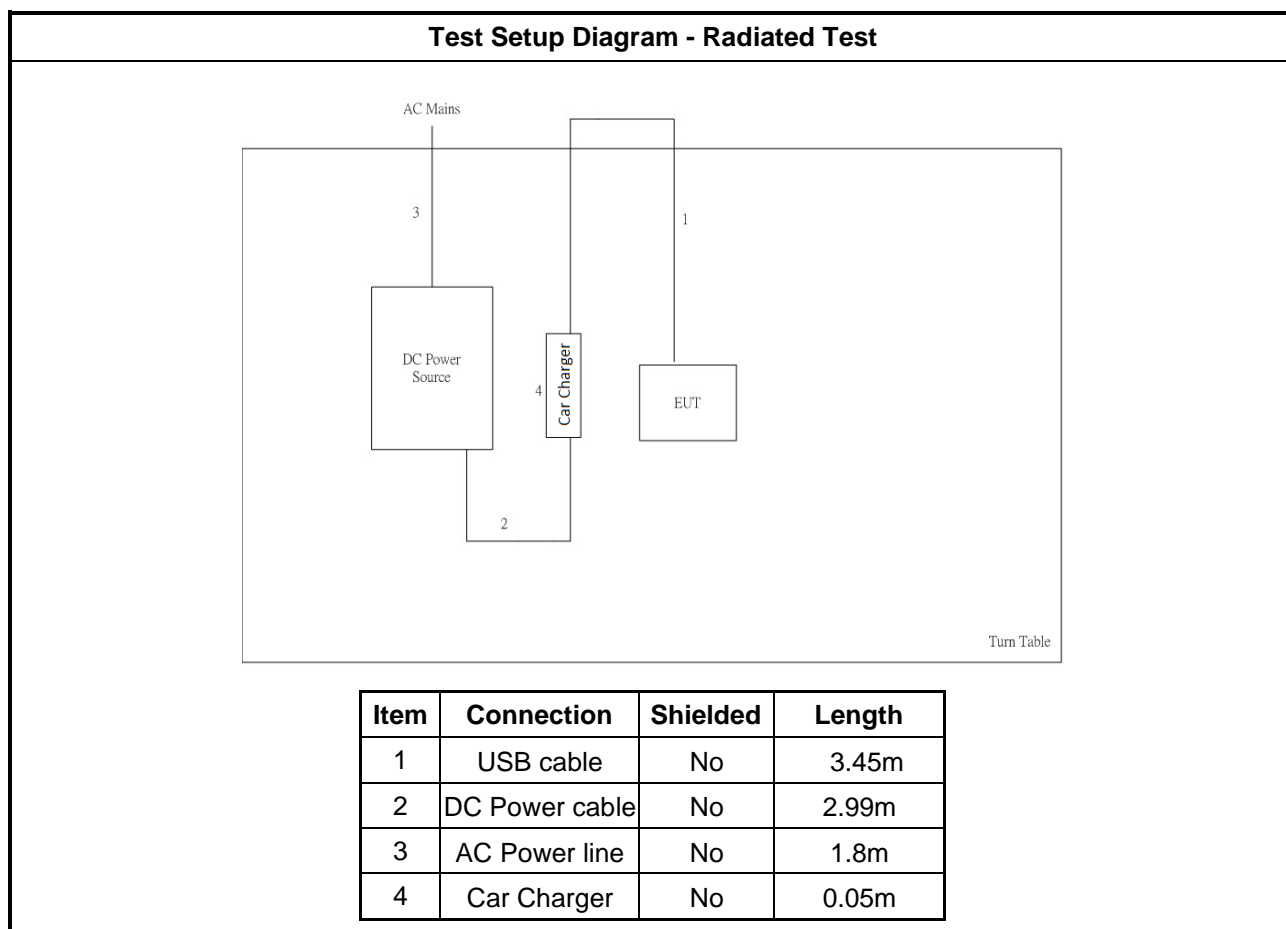 Test Setup Diagram - Radiated Test
AC Mains
3
1
DC Power
Source
4
Car Charger
EUT
2
Turn Table
Item Connection Shielded Length
1 USB cable No 3.45m
2 DC Power cable No 2.99m
3 AC Power line No 1.8m
4 Car Charger No 0.05m